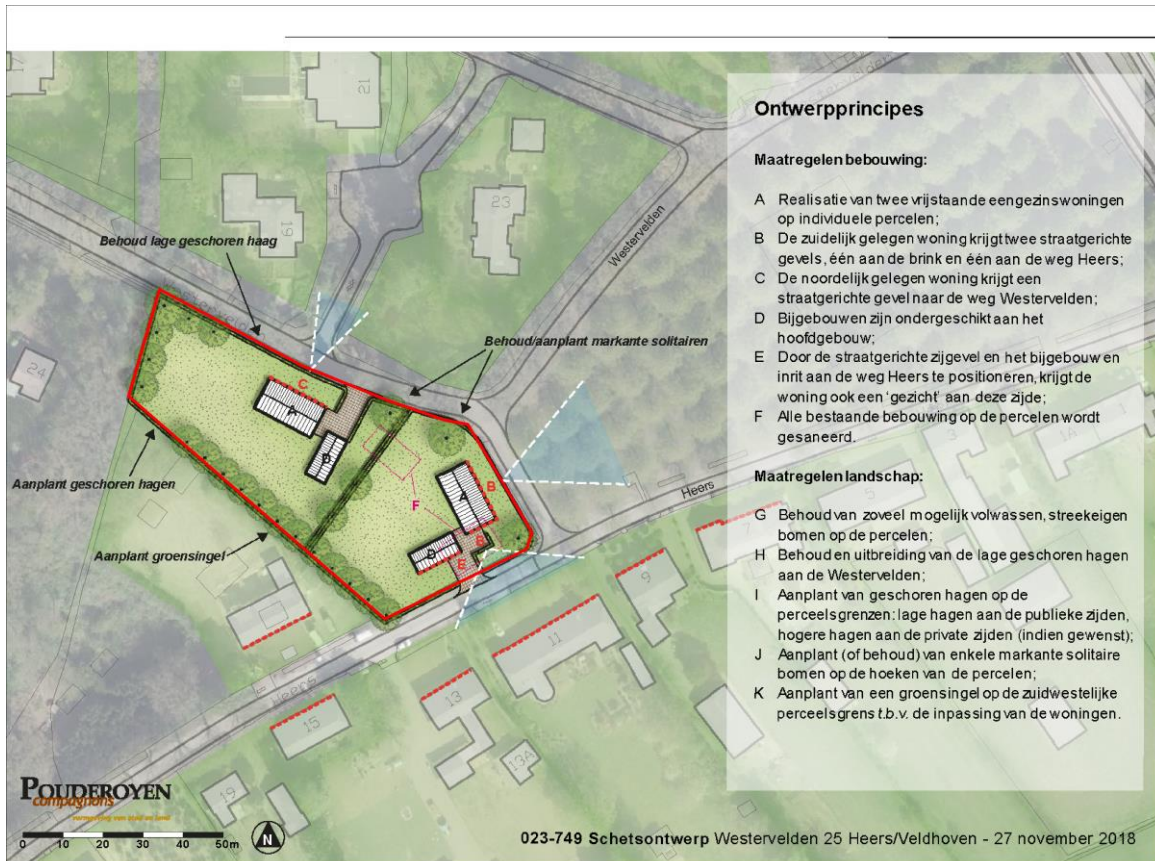 Ontwerpprincipes
Maatregelen bebouwing:
A Realisatie van twee vrijstaande eengezinswoningen
op individuele percelen;
B De zuidelijk gelegen woning krijgt twee straatgerichte
gevels, één aan de brink en één aan de weg Heers;
C De noordelijk gelegen woning krijgt een
straatgerichte gevel naar de weg Westervelden;
D Bijgebouwen zijn ondergeschikt aan het
hoofdgebouw;
E Door de straatgerichte zijgevel en het bijgebouw en
inrit aan de weg Heers te positioneren, krijgt de
woning ook een 'gezicht' aan deze zijde;
F Alle bestaande bebouwing op de percelen wordt
gesaneerd.
Maatregelen landschap:
G Behoud van zoveel mogelijk volwassen, streekeigen
bomen op de percelen;
H Behoud en uitbreiding van de lage geschoren hagen
aan de Westervelden;
I Aanplant van geschoren hagen op de
perceelsgrenzen: lage hagen aan de publieke zijden,
hogere hagen aan de private zijden (indien gewenst);
J Aanplant (of behoud) van enkele markante solitaire
bomen op de hoeken van de percelen;
K Aanplant van een groensingel op de zuidwestelijke
perceelsgrens t.b.v. de inpassing van de woningen.
21
19
23
Westervelden
Behoud lage geschoren haag
Behoud/aanplant markante solitairen
24
C
A
D
Aanplant geschoren hagen
F
A
B
Heers
3
1
1A
5
7
Aanplant groensingel
B
E
9
11
Heers
13
15
13A
19
POUDEROYEN
compagnons
vormgeving van stad en land
0 10 20 30 40 50m
N
023-749 Schetsontwerp Westervelden 25 Heers/Veldhoven - 27 november 2018